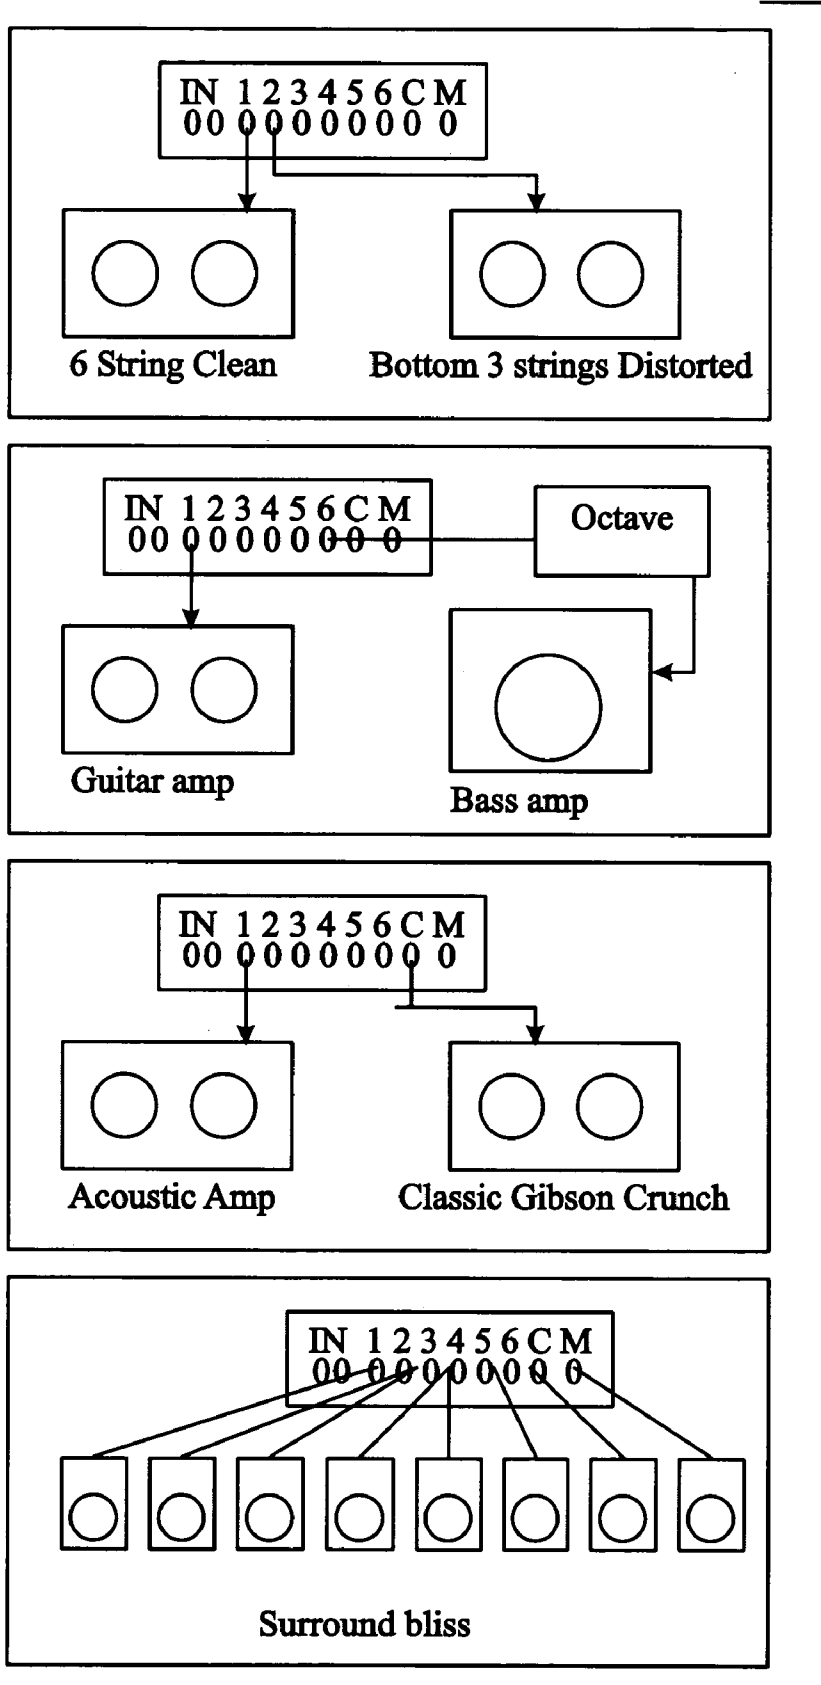 IN 1 2 3 4 5 6 C M
00 0 0 0 0 0 0 0 0
6 String Clean
Bottom 3 strings Distorted
IN 1 2 3 4 5 6 C M
00 0 0 0 0 0 0 0 0
Octave
Guitar amp
Bass amp
IN 1 2 3 4 5 6 C M
00 0 0 0 0 0 0 0 0
Acoustic Amp
Classic Gibson Crunch
IN 1 2 3 4 5 6 C M
00 0 0 0 0 0 0 0 0
Surround bliss